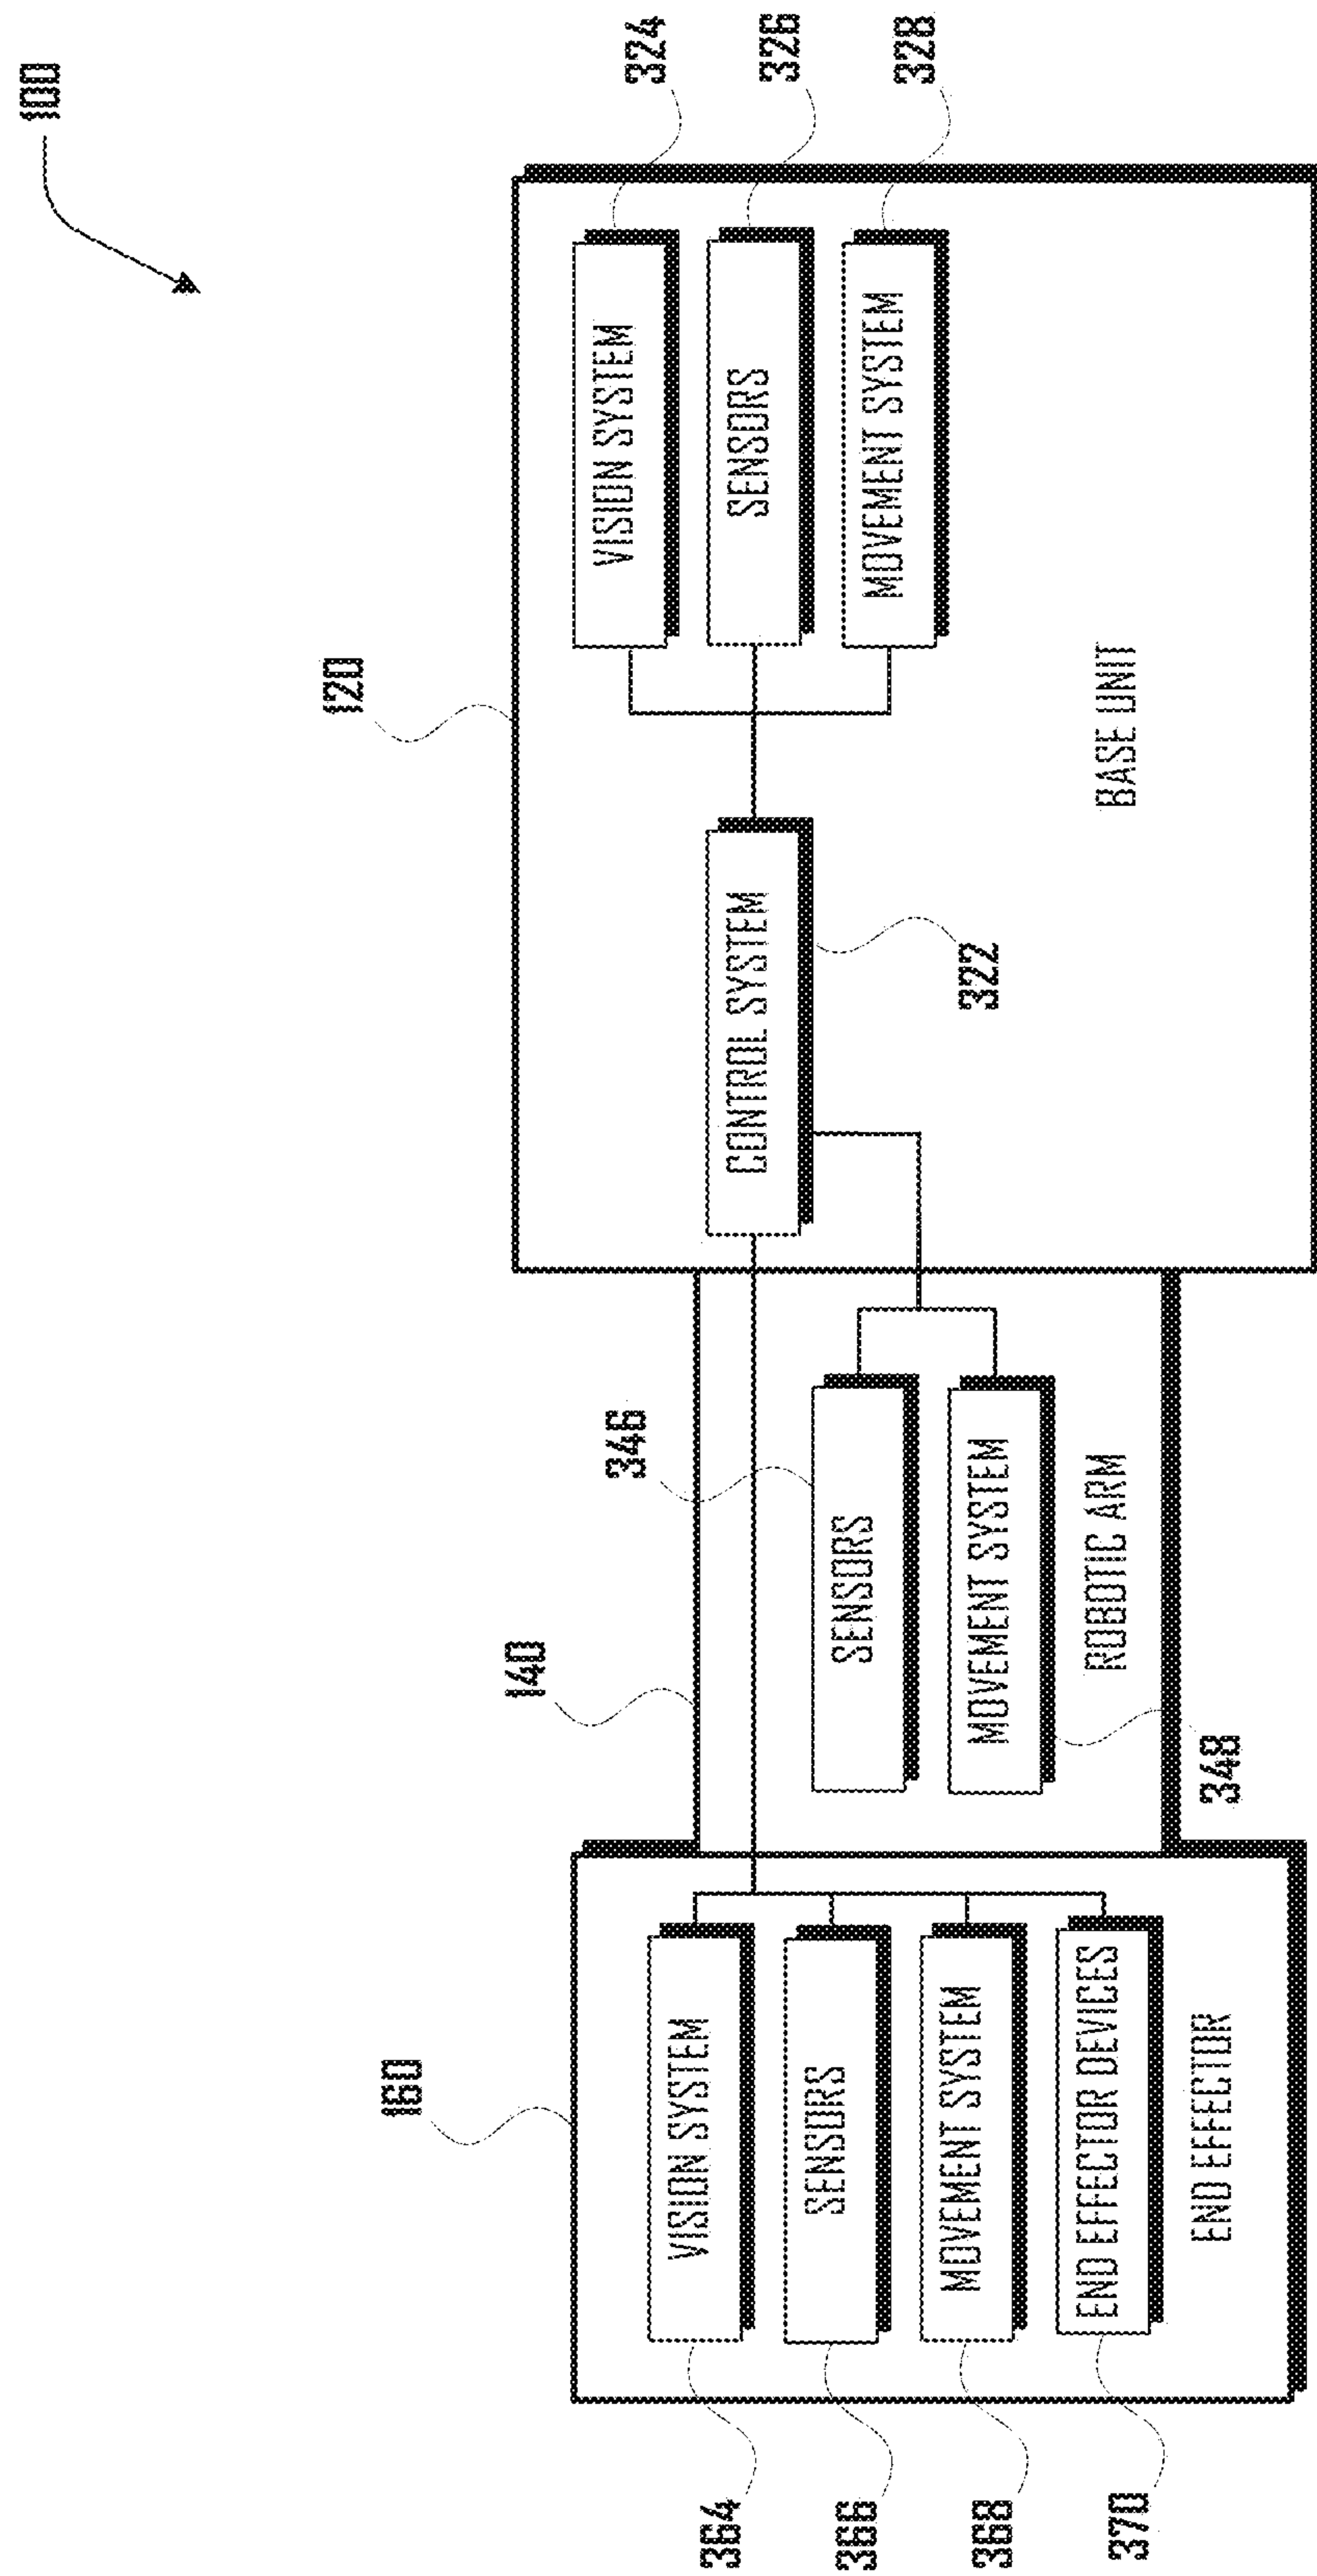 100
160
VISION SYSTEM
SENSORS
MOVEMENT SYSTEM
END EFFECTOR DEVICES
END EFFECTOR
364
366
368
370
140
346
SENSORS
MOVEMENT SYSTEM
ROBOTIC ARM
348
120
CONTROL SYSTEM
322
VISION SYSTEM
SENSORS
MOVEMENT SYSTEM
BASE UNIT
324
326
328